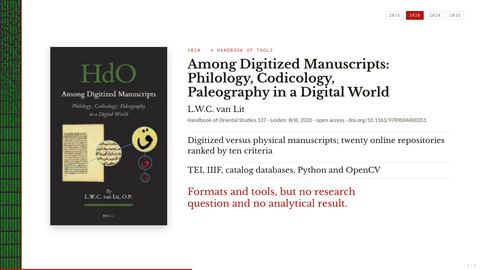 2016 2020 2024 2026
2020 · A HANDBOOK OF TOOLS
Among Digitized Manuscripts:
Philology, Codicology,
Paleography in a Digital World
L.W.C. van Lit
Handbook of Oriental Studies 137 · Leiden: Brill, 2020 · open access · doi.org/10.1163/9789004400351
Digitized versus physical manuscripts; twenty online repositories
ranked by ten criteria
TEI, IIIF, catalog databases, Python and OpenCV
Formats and tools, but no research
question and no analytical result.
HdO
Among Digitized Manuscripts
Philology, Codicology, Paleography
in a Digital World
By
L.W.C. van Lit, O.P.
BRILL